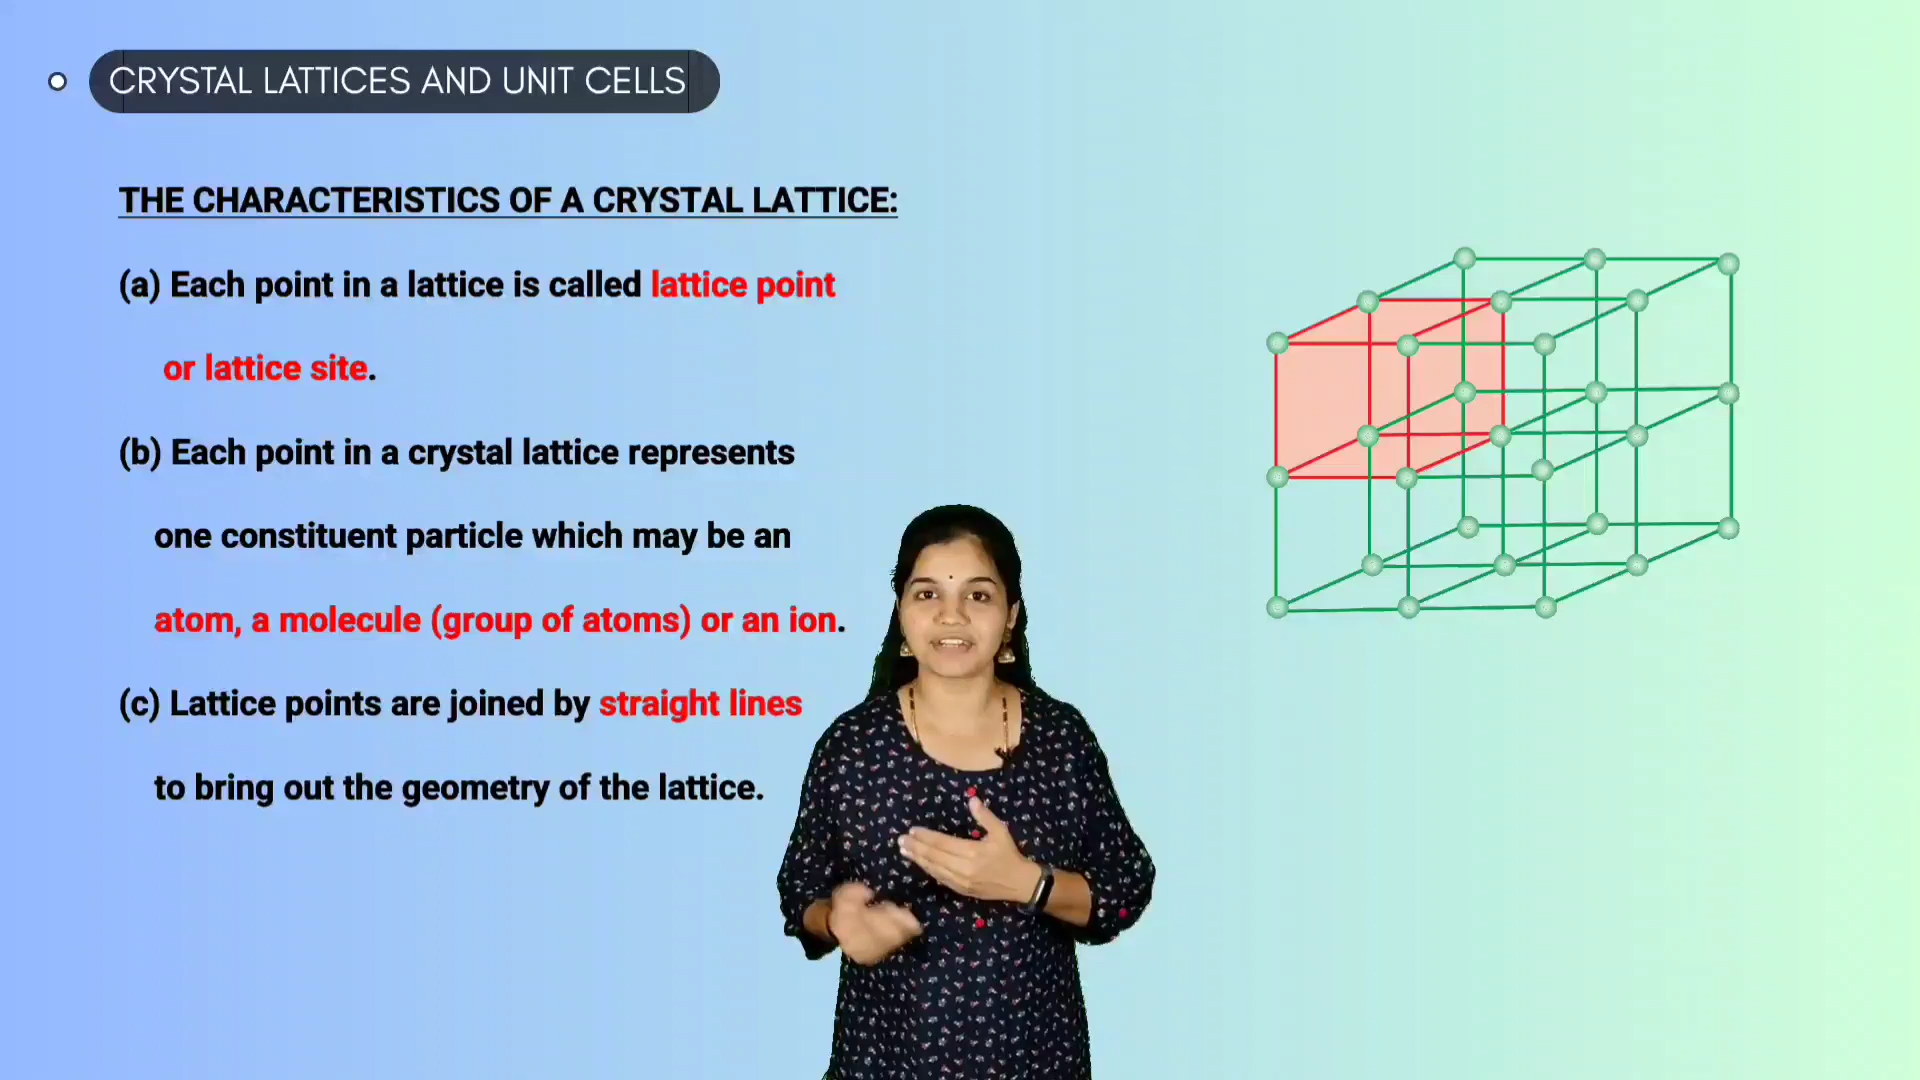 CRYSTAL LATTICES AND UNIT CELLS
THE CHARACTERISTICS OF A CRYSTAL LATTICE:
(a) Each point in a lattice is called lattice point
or lattice site.
(b) Each point in a crystal lattice represents
one constituent particle which may be an
atom, a molecule (group of atoms) or an ion.
(c) Lattice points are joined by straight lines
to bring out the geometry of the lattice.